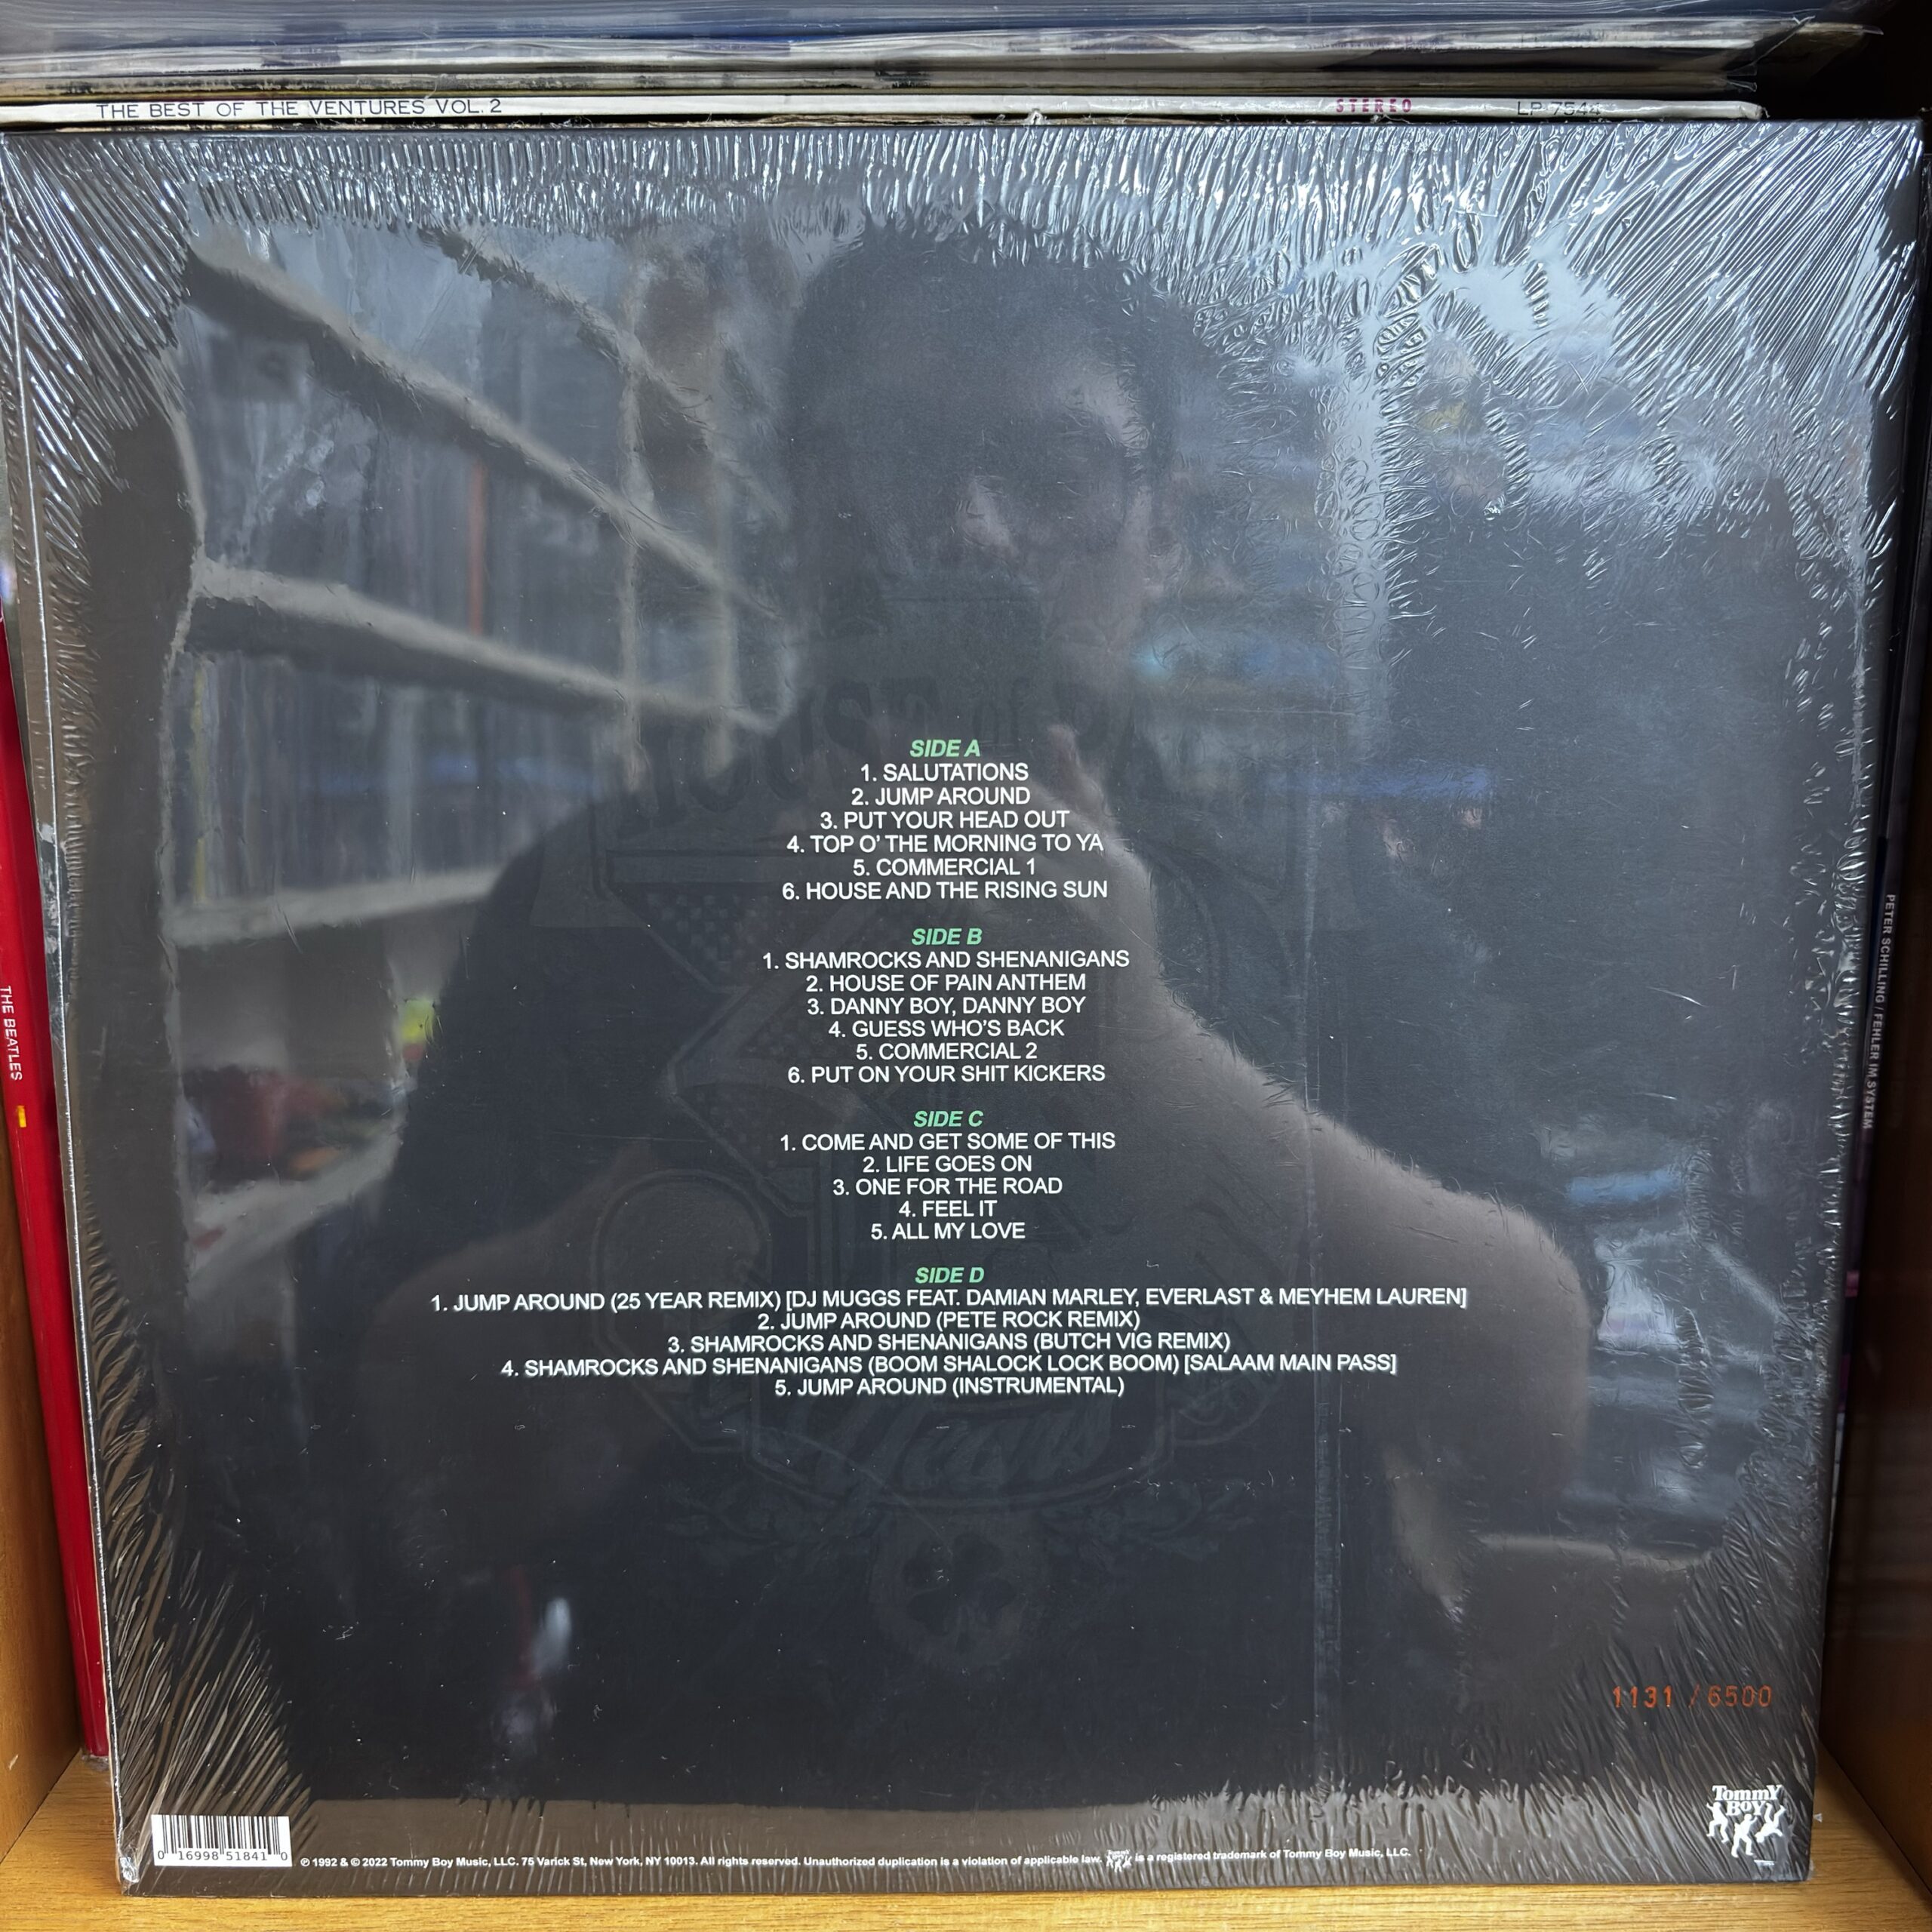 THE BEST OF THE VENTURES VOL. 2
STEREO
LP 7544
SIDE A
1. SALUTATIONS
2. JUMP AROUND
3. PUT YOUR HEAD OUT
4. TOP O' THE MORNING TO YA
5. COMMERCIAL 1
6. HOUSE AND THE RISING SUN
SIDE B
1. SHAMROCKS AND SHENANIGANS
2. HOUSE OF PAIN ANTHEM
3. DANNY BOY, DANNY BOY
4. GUESS WHO'S BACK
5. COMMERCIAL 2
6. PUT ON YOUR SHIT KICKERS
SIDE C
1. COME AND GET SOME OF THIS
2. LIFE GOES ON
3. ONE FOR THE ROAD
4. FEEL IT
5. ALL MY LOVE
SIDE D
1. JUMP AROUND (25 YEAR REMIX) [DJ MUGGS FEAT. DAMIAN MARLEY, EVERLAST & MEYHEM LAUREN]
2. JUMP AROUND (PETE ROCK REMIX)
3. SHAMROCKS AND SHENANIGANS (BUTCH VIG REMIX)
4. SHAMROCKS AND SHENANIGANS (BOOM SHALOCK LOCK BOOM) [SALAAM MAIN PASS]
5. JUMP AROUND (INSTRUMENTAL)
Years
THE BEATLES
PETER SCHILLING / FEHLER IM SYSTEM
1131 / 6500
Tommy
BOY
0 16998 51841 0
℗ 1992 & © 2022 Tommy Boy Music, LLC. 75 Varick St, New York, NY 10013. All rights reserved. Unauthorized duplication is a violation of applicable law. is a registered trademark of Tommy Boy Music, LLC.